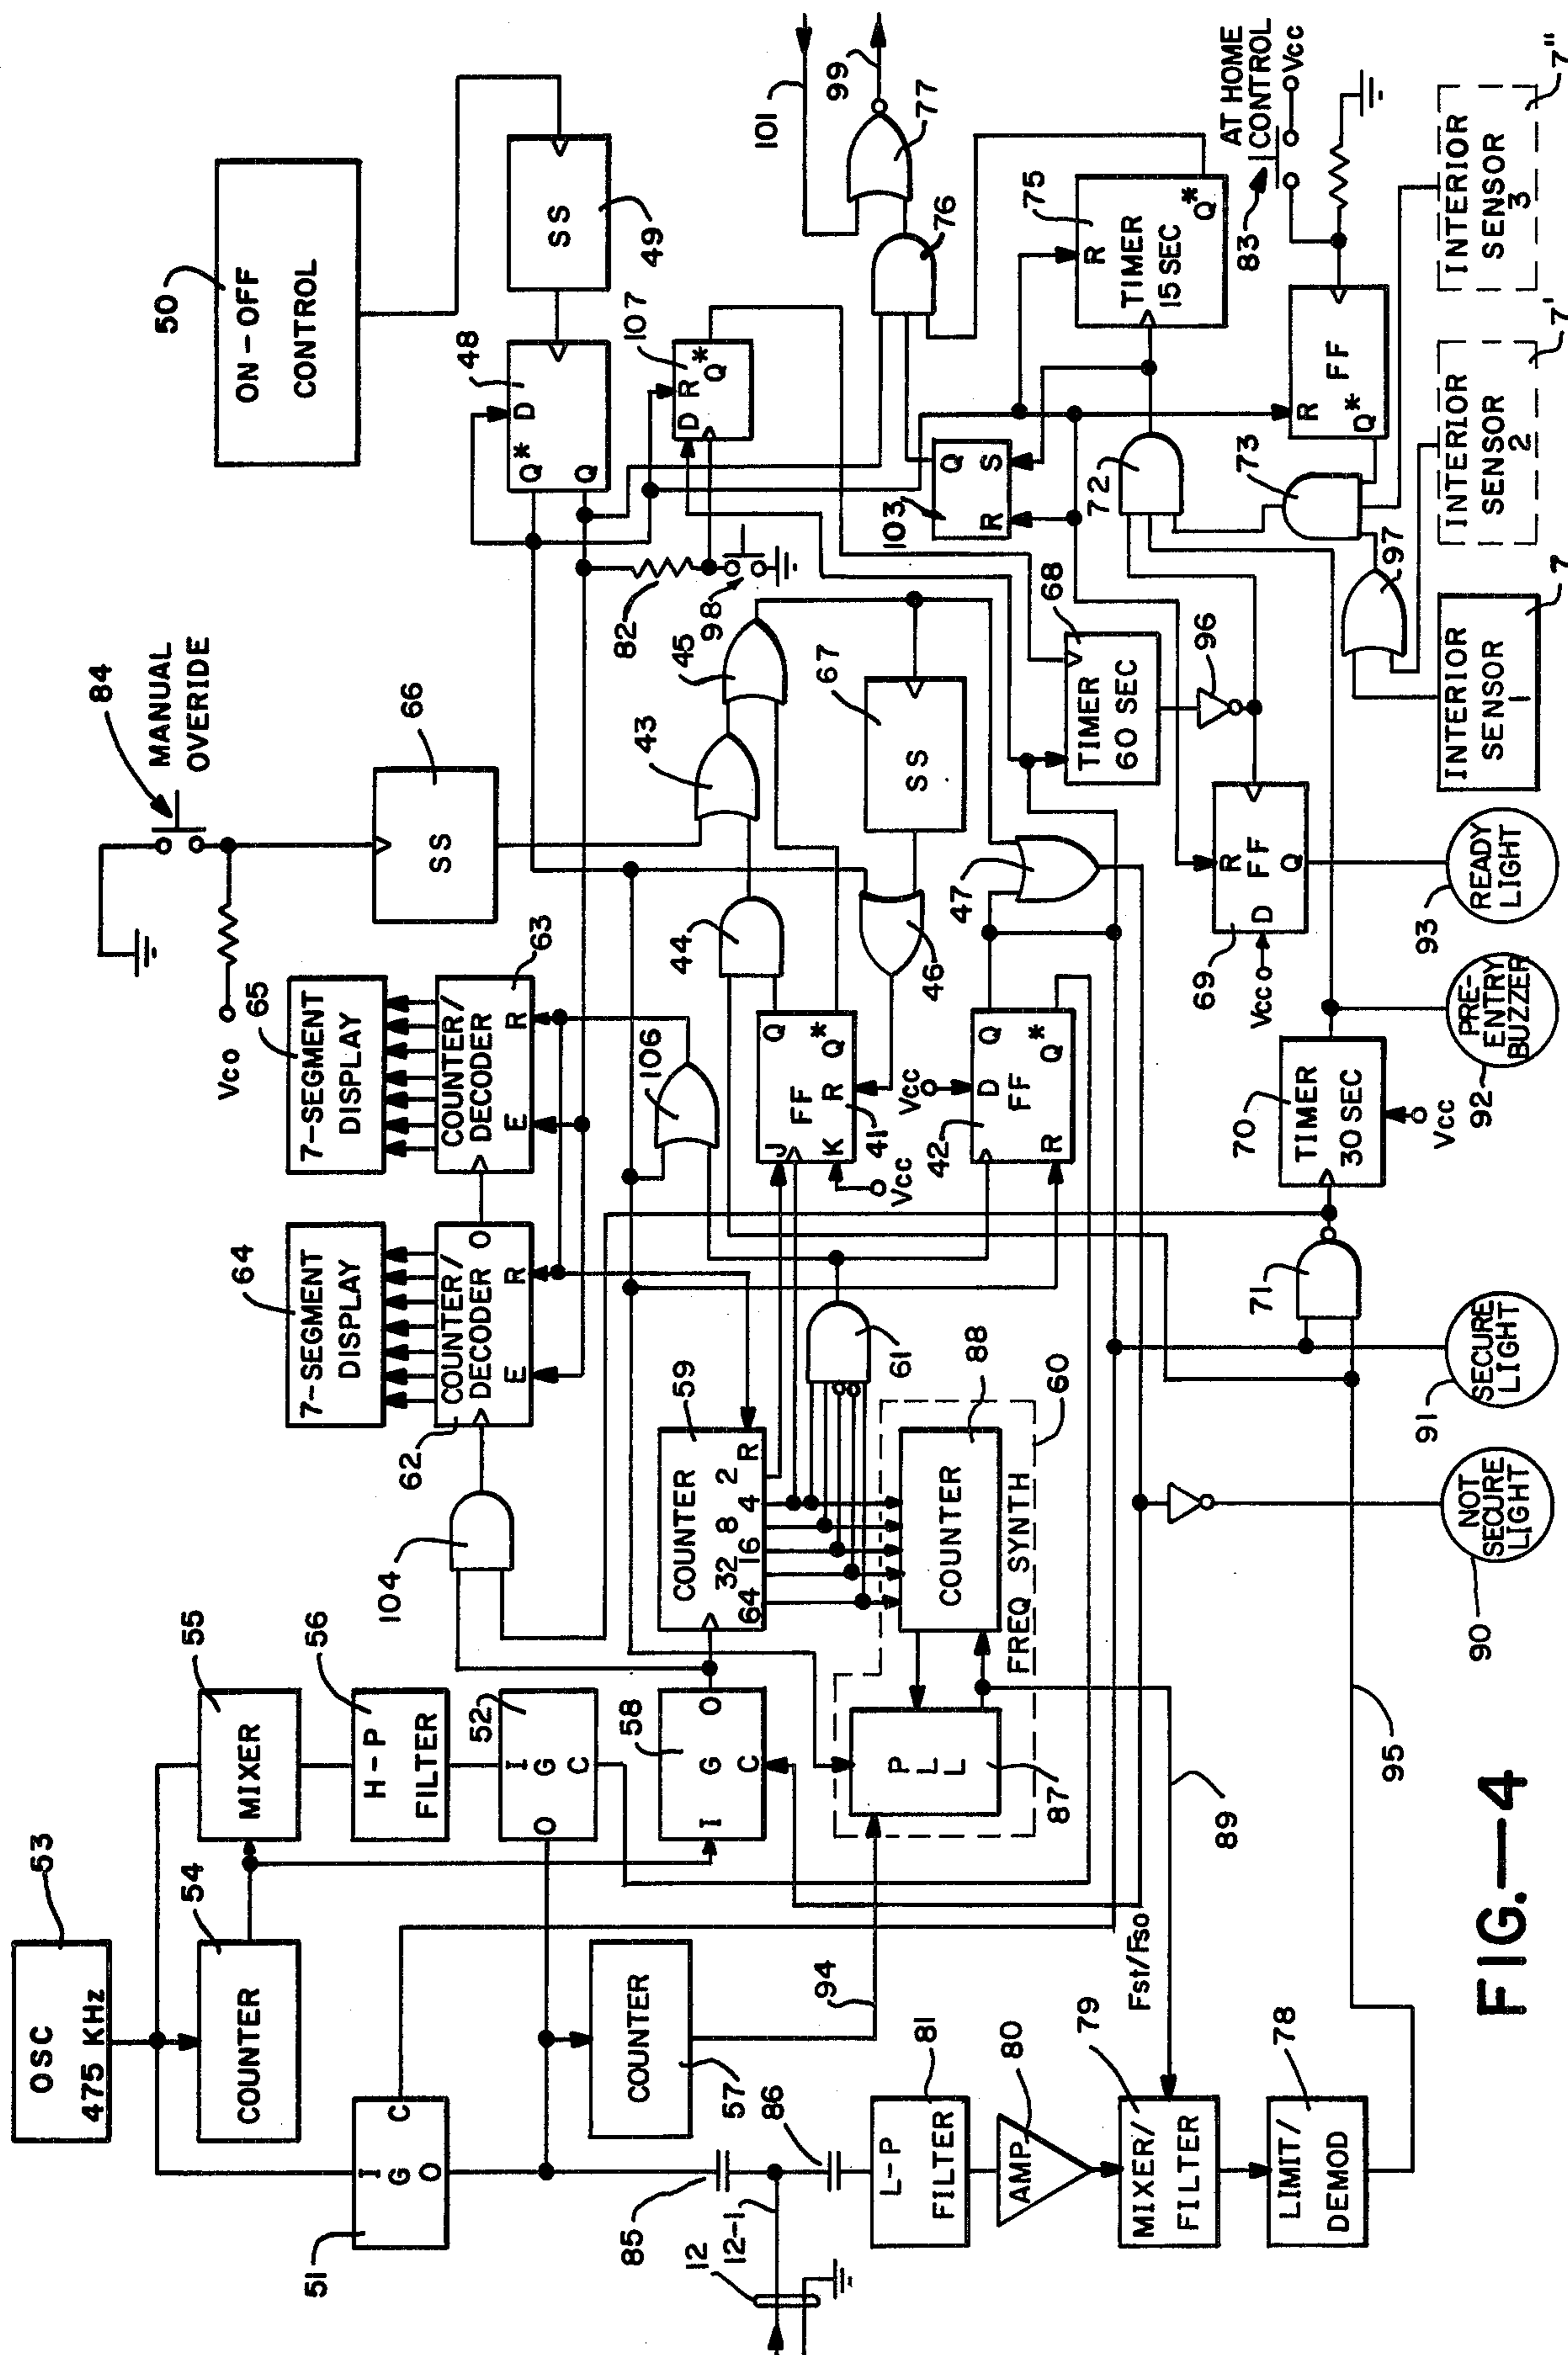 OSC
475 KHz
53
COUNTER
54
MIXER
55
H-P
FILTER
56
I
G
O
C
51
I
G
C
O
52
COUNTER
57
I
G
C
O
58
104
COUNTER/
DECODER
O
E
R
62
7-SEGMENT
DISPLAY
64
COUNTER/
DECODER
E
R
63
7-SEGMENT
DISPLAY
65
Vco
84
MANUAL
OVERIDE
SS
66
ON-OFF
CONTROL
50
SS
49
48
D
Q*
Q
107
D
R
Q*
82
98
COUNTER
59
64
32
16
8
4
2
R
106
61
COUNTER
88
60
FREQ SYNTH
P
L
L
87
94
89
J
FF
K
R
Q
Q*
41
Vcc
44
43
45
46
SS
67
42
D
FF
R
Q
Q*
Vcc
47
TIMER
60 SEC
68
96
103
Q
S
R
76
77
99
101
R
TIMER
15 SEC
Q*
75
72
73
97
R
FF
Q*
AT HOME
CONTROL
83
Vcc
R
FF
D
Q
69
Vcc
70
TIMER
30 SEC
Vcc
71
85
86
12
12-1
L-P
FILTER
81
AMP
80
MIXER/
FILTER
79
Fst/Fso
LIMIT/
DEMOD
78
95
NOT
SECURE
LIGHT
90
SECURE
LIGHT
91
PRE-
ENTRY
BUZZER
92
READY
LIGHT
93
INTERIOR
SENSOR
1
7
INTERIOR
SENSOR
2
7'
INTERIOR
SENSOR
3
7"
FIG.—4